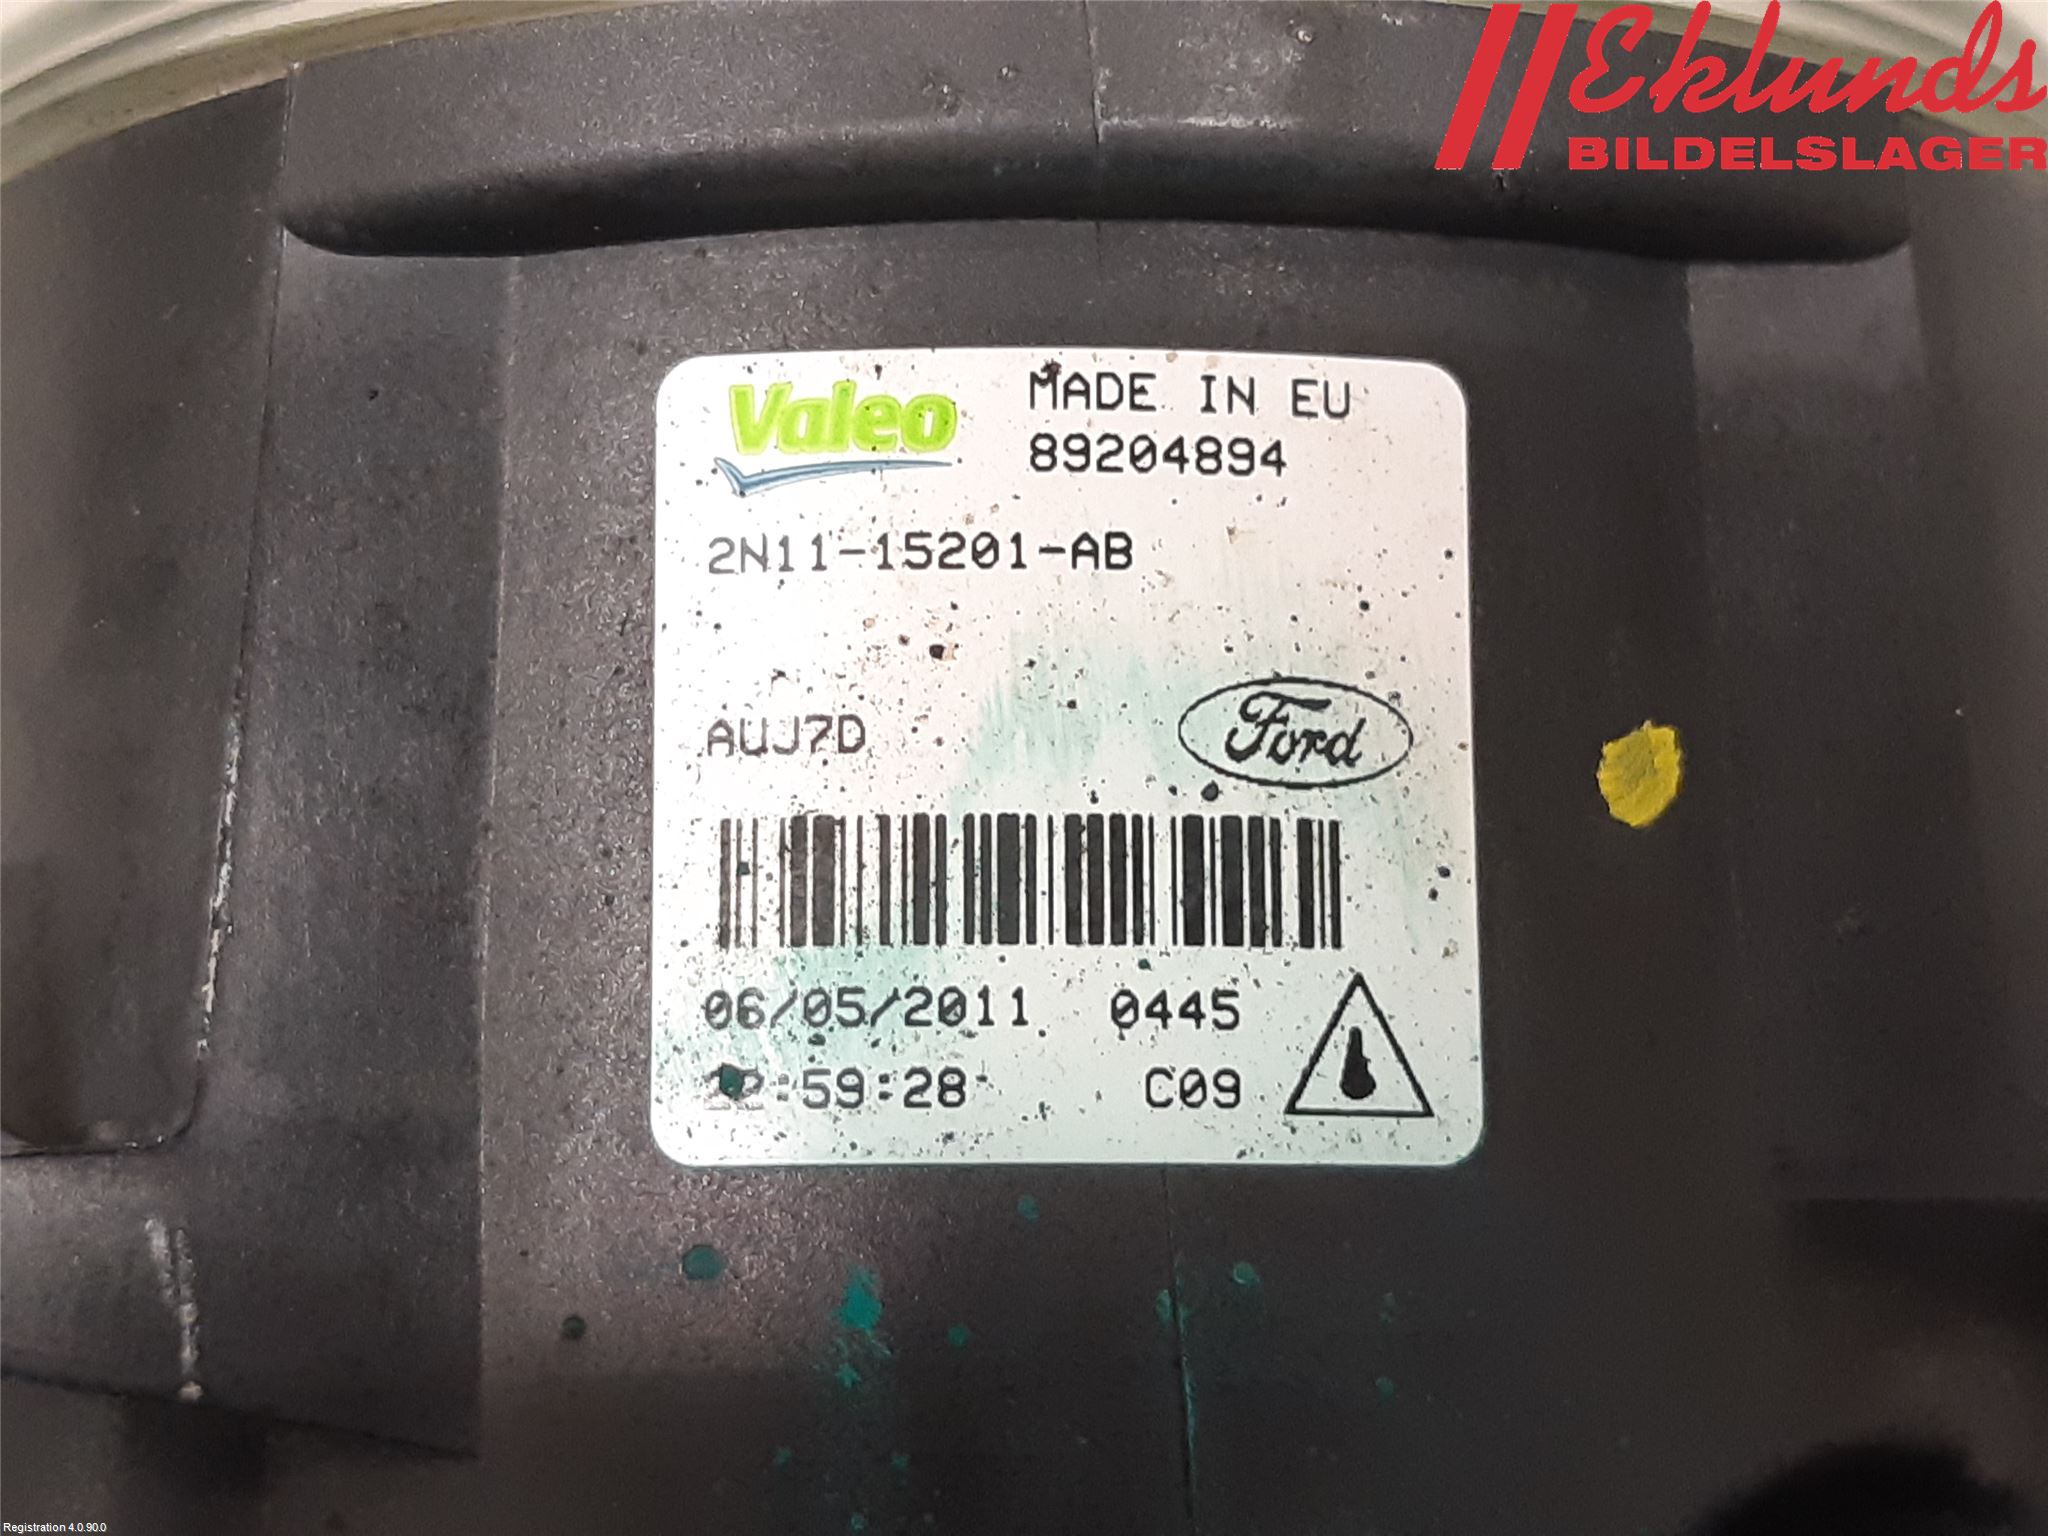 Eklunds
BILDELSLAGER
Valeo
MADE IN EU
89204894
2N11-15201-AB
AUJ7D
Ford
06/05/2011 0445
:59:28 C09
Registration 4.0.90.0